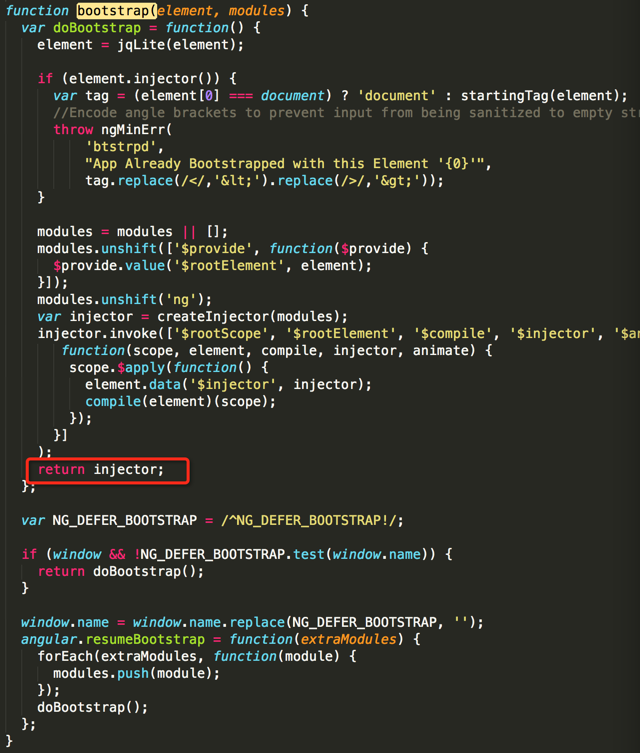 function bootstrap(element, modules) {
  var doBootstrap = function() {
    element = jqLite(element);

    if (element.injector()) {
      var tag = (element[0] === document) ? 'document' : startingTag(element);
      //Encode angle brackets to prevent input from being sanitized to empty
      throw ngMinErr(
          'btstrpd',
          "App Already Bootstrapped with this Element '{0}'",
          tag.replace(/</,'&lt;').replace(/>/,'&gt;'));
    }

    modules = modules || [];
    modules.unshift(['$provide', function($provide) {
      $provide.value('$rootElement', element);
    }]);
    modules.unshift('ng');
    var injector = createInjector(modules);
    injector.invoke(['$rootScope', '$rootElement', '$compile', '$injector',
       function(scope, element, compile, injector, animate) {
        scope.$apply(function() {
          element.data('$injector', injector);
          compile(element)(scope);
        });
      }]
    );
    return injector;
  };

  var NG_DEFER_BOOTSTRAP = /^NG_DEFER_BOOTSTRAP!/;

  if (window && !NG_DEFER_BOOTSTRAP.test(window.name)) {
    return doBootstrap();
  }

  window.name = window.name.replace(NG_DEFER_BOOTSTRAP, '');
  angular.resumeBootstrap = function(extraModules) {
    forEach(extraModules, function(module) {
      modules.push(module);
    });
    doBootstrap();
  };
}